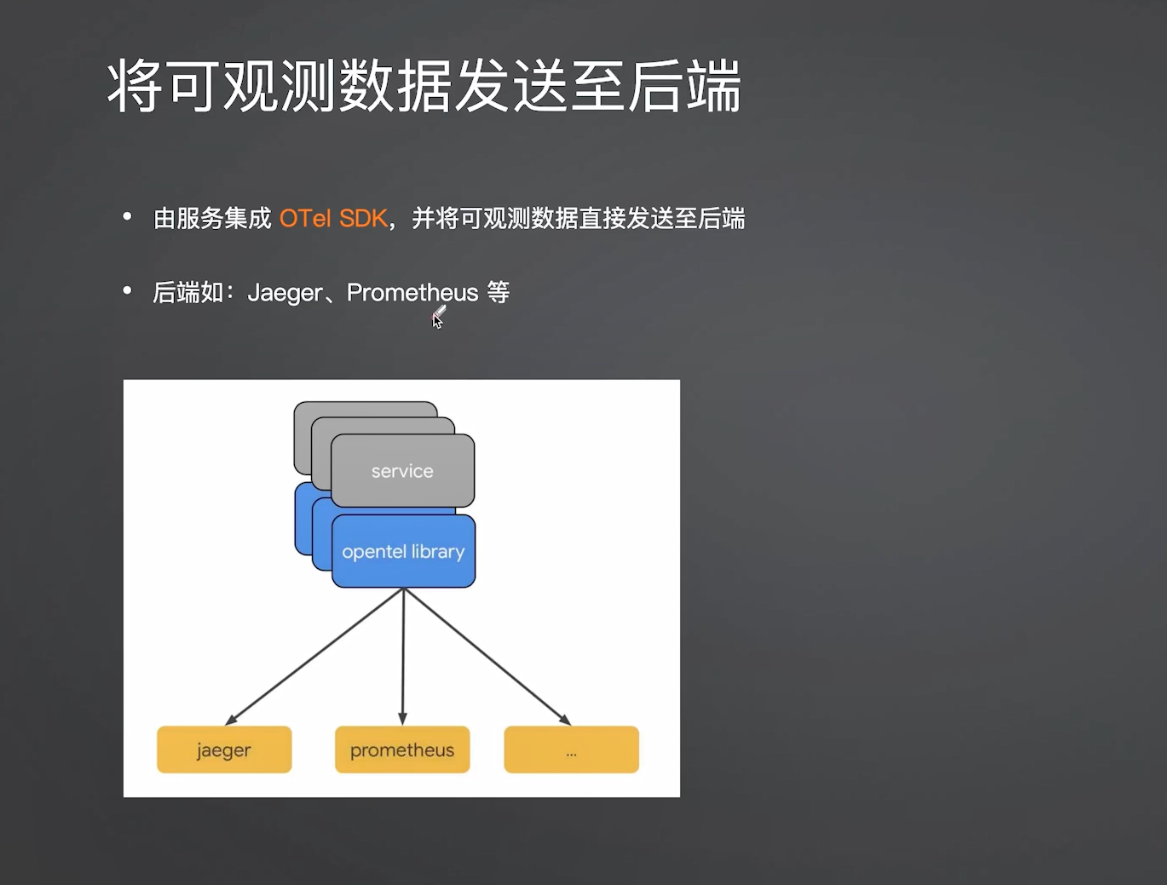 将可观测数据发送至后端
由服务集成 OTel SDK，并将可观测数据直接发送至后端
后端如：Jaeger、Prometheus 等
service
opentel library
jaeger
prometheus
...